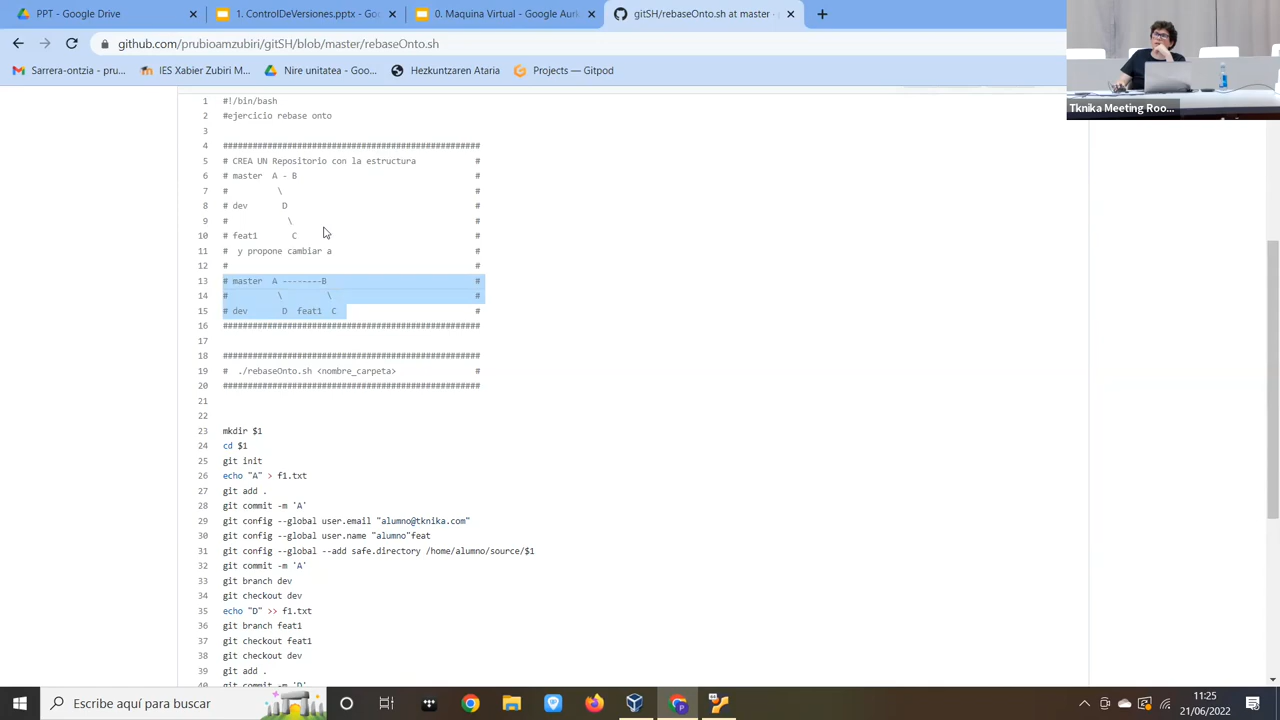 PPT - Google Drive
1. 0. Maquina Virtual - Google Aurk
gitSH/rebaseOnto.sh at master ·
github.com/prubioamzubiri/gitSH/blob/master/rebaseOnto.sh
Sarrera-ontzia - pru...
IES Xabier Zubiri M...
Nire unitatea - Goo...
Hezkuntzaren Ataria
Projects — Gitpod
Tknika Meeting Roo...
1 #!/bin/bash
2 #ejercicio rebase onto
3
4 ####################################################
5 # CREA UN Repositorio con la estructura #
6 # master A - B #
7 # \ #
8 # dev D #
9 # \ #
10 # feat1 C #
11 # y propone cambiar a #
12 # #
13 # master A --------B #
14 # \ \ #
15 # dev D feat1 C #
16 ####################################################
17
18 ####################################################
19 # ./rebaseOnto.sh <nombre_carpeta> #
20 ####################################################
21
22
23 mkdir $1
24 cd $1
25 git init
26 echo "A" > f1.txt
27 git add .
28 git commit -m 'A'
29 git config --global user.email "alumno@tknika.com"
30 git config --global user.name "alumno"feat
31 git config --global --add safe.directory /home/alumno/source/$1
32 git commit -m 'A'
33 git branch dev
34 git checkout dev
35 echo "D" >> f1.txt
36 git branch feat1
37 git checkout feat1
38 git checkout dev
39 git add .
40 git commit -m 'D'
Escribe aquí para buscar
11:25
21/06/2022